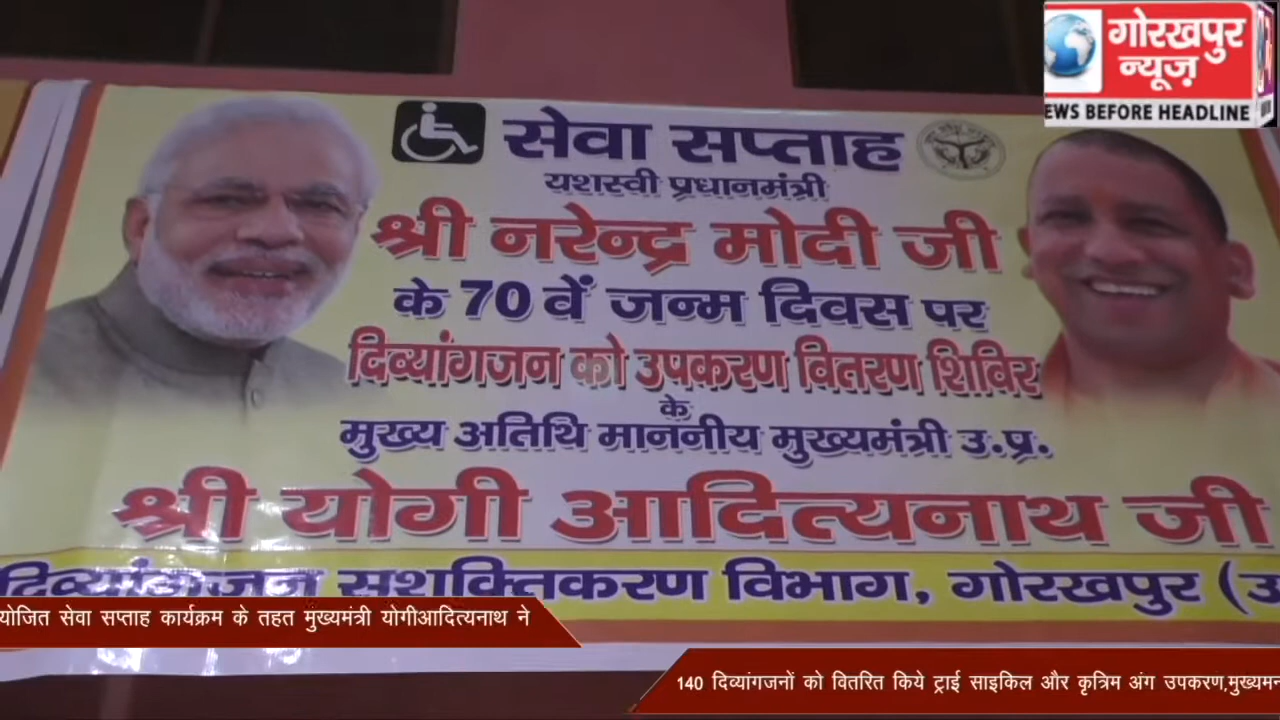 गोरखपुर
न्यूज़
EWS BEFORE HEADLINE
सेवा सप्ताह
यशस्वी प्रधानमंत्री
श्री नरेन्द्र मोदी जी
के 70 वें जन्म दिवस पर
दिव्यांगजन को उपकरण वितरण शिविर
के
मुख्य अतिथि माननीय मुख्यमंत्री उ.प्र.
श्री योगी आदित्यनाथ जी
दिव्यांगजन सशक्तिकरण विभाग, गोरखपुर (उ
योजित सेवा सप्ताह कार्यक्रम के तहत मुख्यमंत्री योगीआदित्यनाथ ने
140 दिव्यांगजनों को वितरित किये ट्राई साइकिल और कृत्रिम अंग उपकरण,मुख्यमन